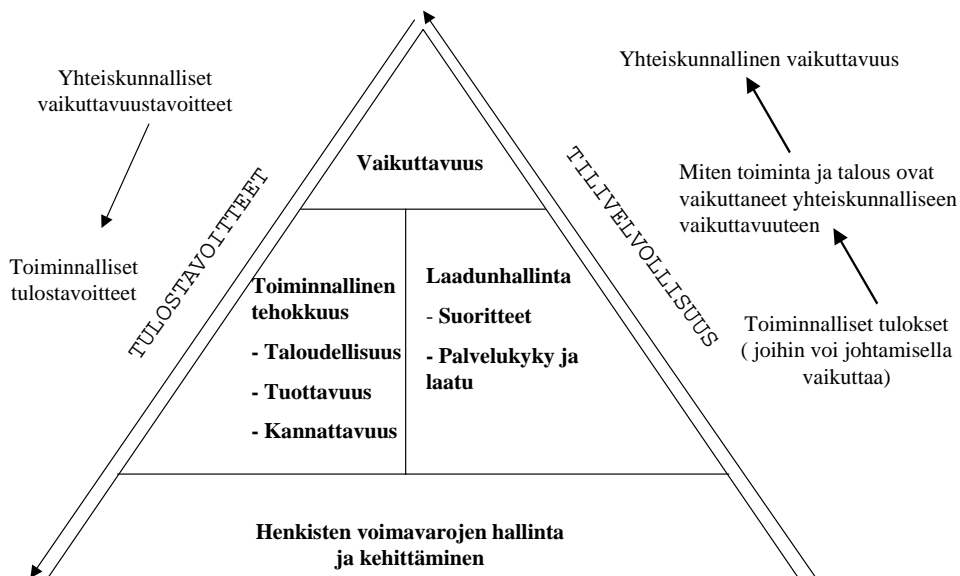 Yhteiskunnalliset
vaikuttavuustavoitteet
Toiminnalliset
tulostavoitteet
TULOSTAVOITTEET
Vaikuttavuus
Toiminnallinen
tehokkuus
- Taloudellisuus
- Tuottavuus
- Kannattavuus
Laadunhallinta
- Suoritteet
- Palvelukyky ja
laatu
Henkisten voimavarojen hallinta
ja kehittäminen
TILIVELVOLLISUUS
Yhteiskunnallinen vaikuttavuus
Miten toiminta ja talous ovat
vaikuttaneet yhteiskunnalliseen
vaikuttavuuteen
Toiminnalliset tulokset
( joihin voi johtamisella
vaikuttaa)